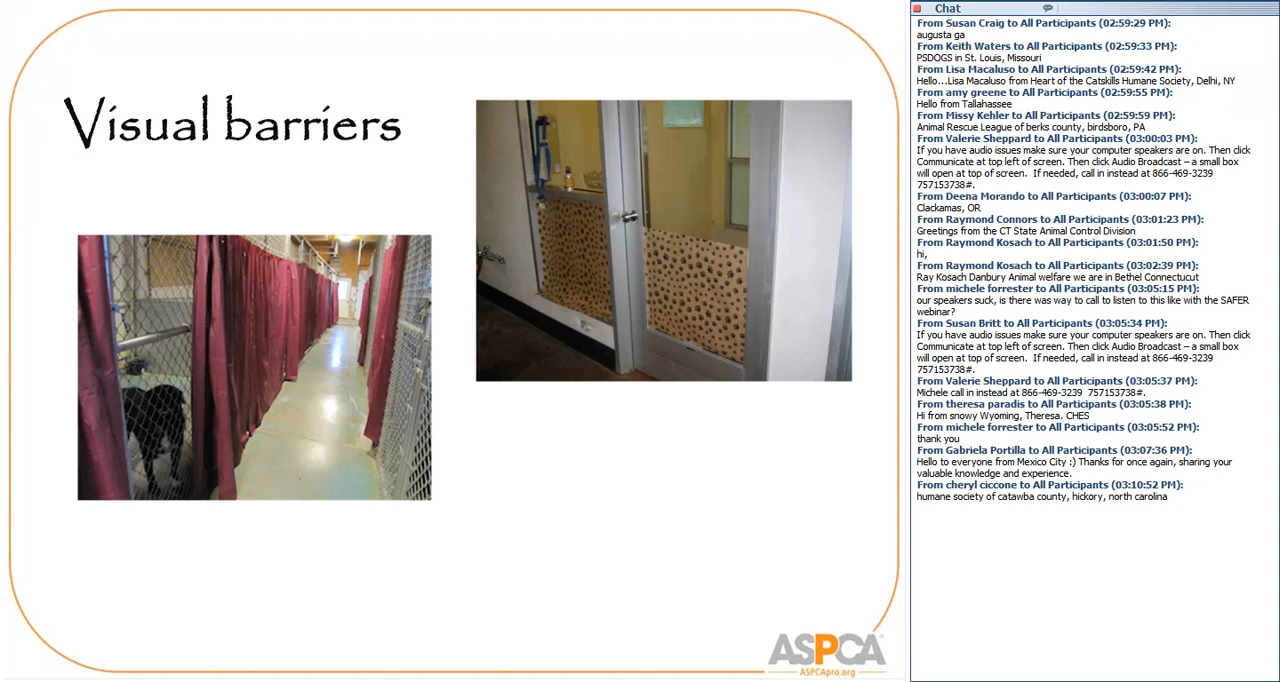 Visual barriers
ASPCA
ASPCApro.org
Chat
From Susan Craig to All Participants (02:59:29 PM):
augusta ga
From Keith Waters to All Participants (02:59:33 PM):
PSDOGS in St. Louis, Missouri
From Lisa Macaluso to All Participants (02:59:42 PM):
Hello...Lisa Macaluso from Heart of the Catskills Humane Society, Delhi, NY
From amy greene to All Participants (02:59:55 PM):
Hello from Tallahassee
From Missy Kehler to All Participants (02:59:59 PM):
Animal Rescue League of berks county, birdsboro, PA
From Valerie Sheppard to All Participants (03:00:03 PM):
If you have audio issues make sure your computer speakers are on. Then click
Communicate at top left of screen. Then click Audio Broadcast – a small box
will open at top of screen.  If needed, call in instead at 866-469-3239
757153738#.
From Deena Morando to All Participants (03:00:07 PM):
Clackamas, OR
From Raymond Connors to All Participants (03:01:23 PM):
Greetings from the CT State Animal Control Division
From Raymond Kosach to All Participants (03:01:50 PM):
hi,
From Raymond Kosach to All Participants (03:02:39 PM):
Ray Kosach Danbury Animal welfare we are in Bethel Connectucut
From michele forrester to All Participants (03:05:15 PM):
our speakers suck, is there was way to call to listen to this like with the SAFER
webinar?
From Susan Britt to All Participants (03:05:34 PM):
If you have audio issues make sure your computer speakers are on. Then click
Communicate at top left of screen. Then click Audio Broadcast – a small box
will open at top of screen.  If needed, call in instead at 866-469-3239
757153738#.
From Valerie Sheppard to All Participants (03:05:37 PM):
Michele call in instead at 866-469-3239  757153738#.
From theresa paradis to All Participants (03:05:38 PM):
Hi from snowy Wyoming, Theresa. CHES
From michele forrester to All Participants (03:05:52 PM):
thank you
From Gabriela Portilla to All Participants (03:07:36 PM):
Hello to everyone from Mexico City :) Thanks for once again, sharing your
valuable knowledge and experience.
From cheryl ciccone to All Participants (03:10:52 PM):
humane society of catawba county, hickory, north carolina